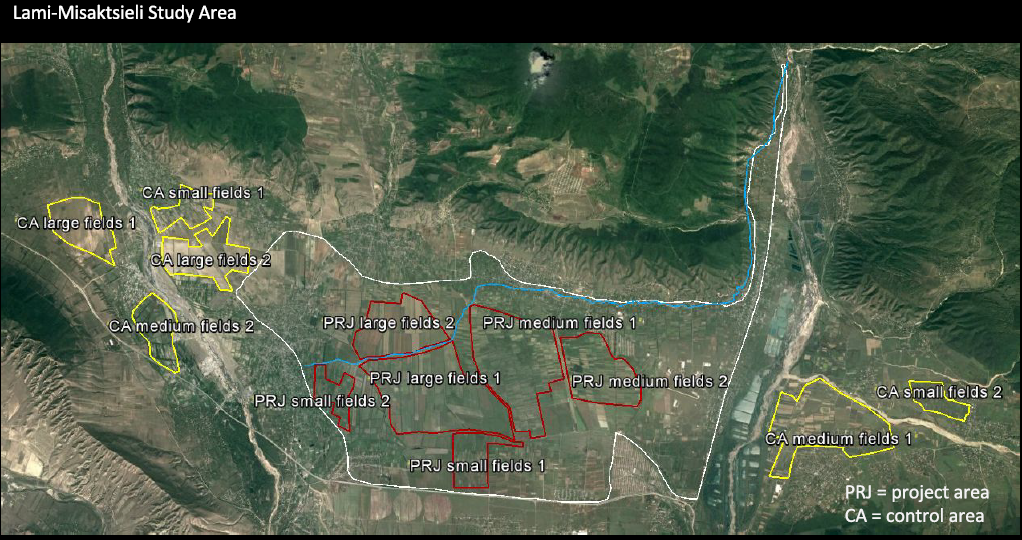 Lami-Misaktsieli Study Area
CA small fields 1
CA large fields 1
CA large fields 2
CA medium fields 2
PRJ large fields 2
PRJ medium fields 1
PRJ large fields 1
PRJ medium fields 2
PRJ small fields 2
CA small fields 2
CA medium fields 1
PRJ small fields 1
PRJ = project area
CA = control area